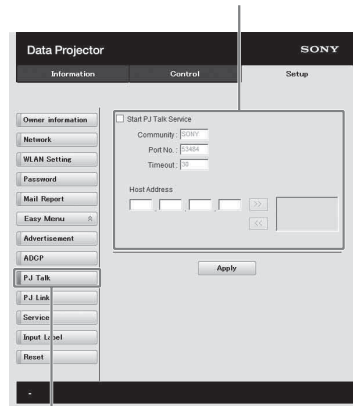 Data Projector
SONY
Information
Control
Setup
Owner information
Network
WLAN Setting
Password
Mail Report
Easy Menu
Advertisement
ADCP
PJ Talk
PJ Link
Service
Input Label
Reset
Start PJ Talk Service
Community : SONY
Port No. : 53484
Timeout : 30
Host Address
. . .
>>
<<
Apply